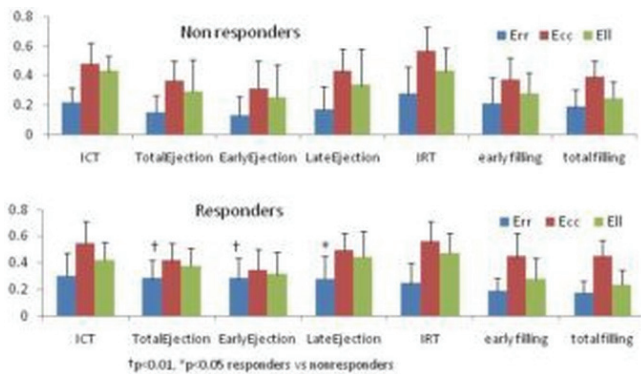 0.8
Non responders
Err Ecc Ell
0.6
0.4
0.2
0
ICT TotalEjection EarlyEjection LateEjection IRT early filling total filling
0.8
Responders
Err Ecc Ell
0.6
† † *
0.4
0.2
0
ICT TotalEjection EarlyEjection LateEjection IRT early filling total filling
†p<0.01, *p<0.05 responders vs nonresponders